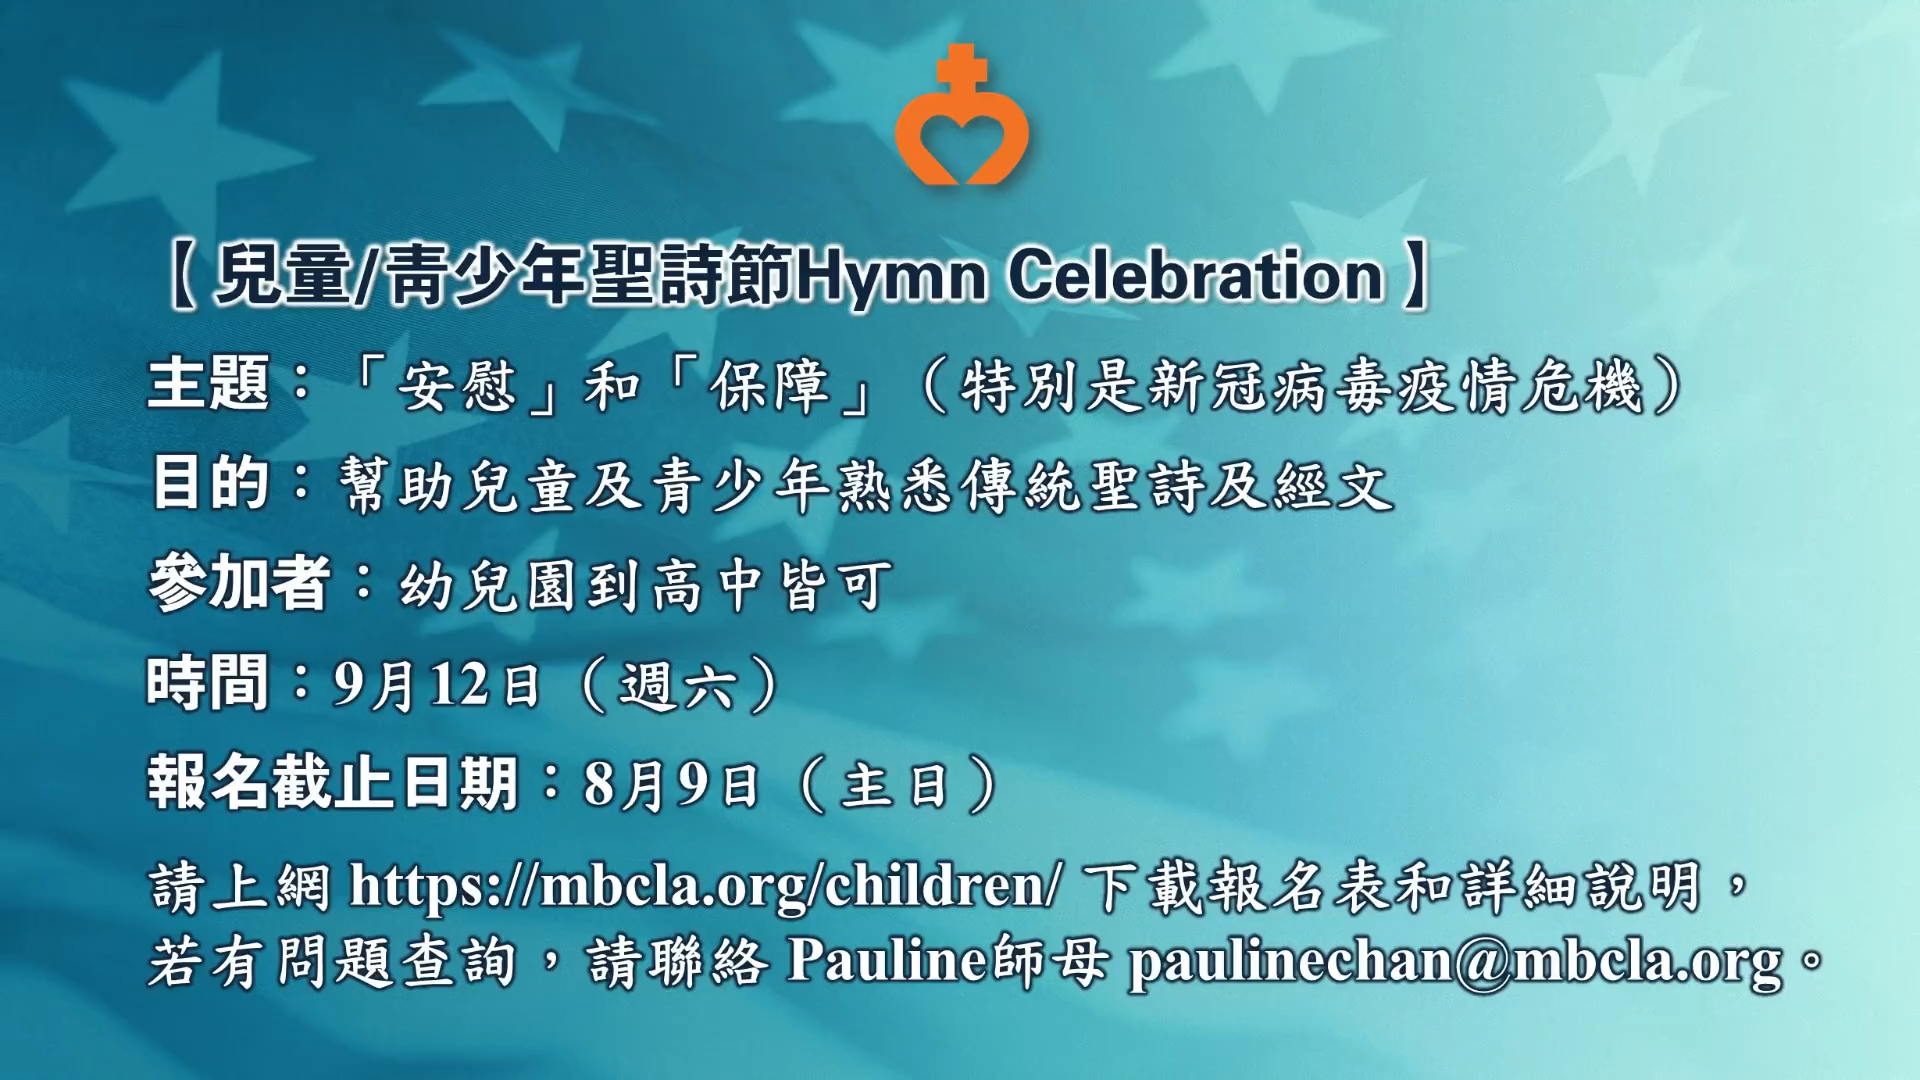 【兒童/青少年聖詩節Hymn Celebration】
主題：「安慰」和「保障」（特別是新冠病毒疫情危機）
目的：幫助兒童及青少年熟悉傳統聖詩及經文
參加者：幼兒園到高中皆可
時間：9月12日（週六）
報名截止日期：8月9日（主日）
請上網 https://mbcla.org/children/ 下載報名表和詳細說明，
若有問題查詢，請聯絡 Pauline師母 paulinechan@mbcla.org。